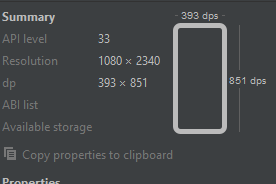 Summary
393 dps
API level 33
Resolution 1080 × 2340
dp 393 × 851
851 dps
ABI list
Available storage
Copy properties to clipboard
Properties